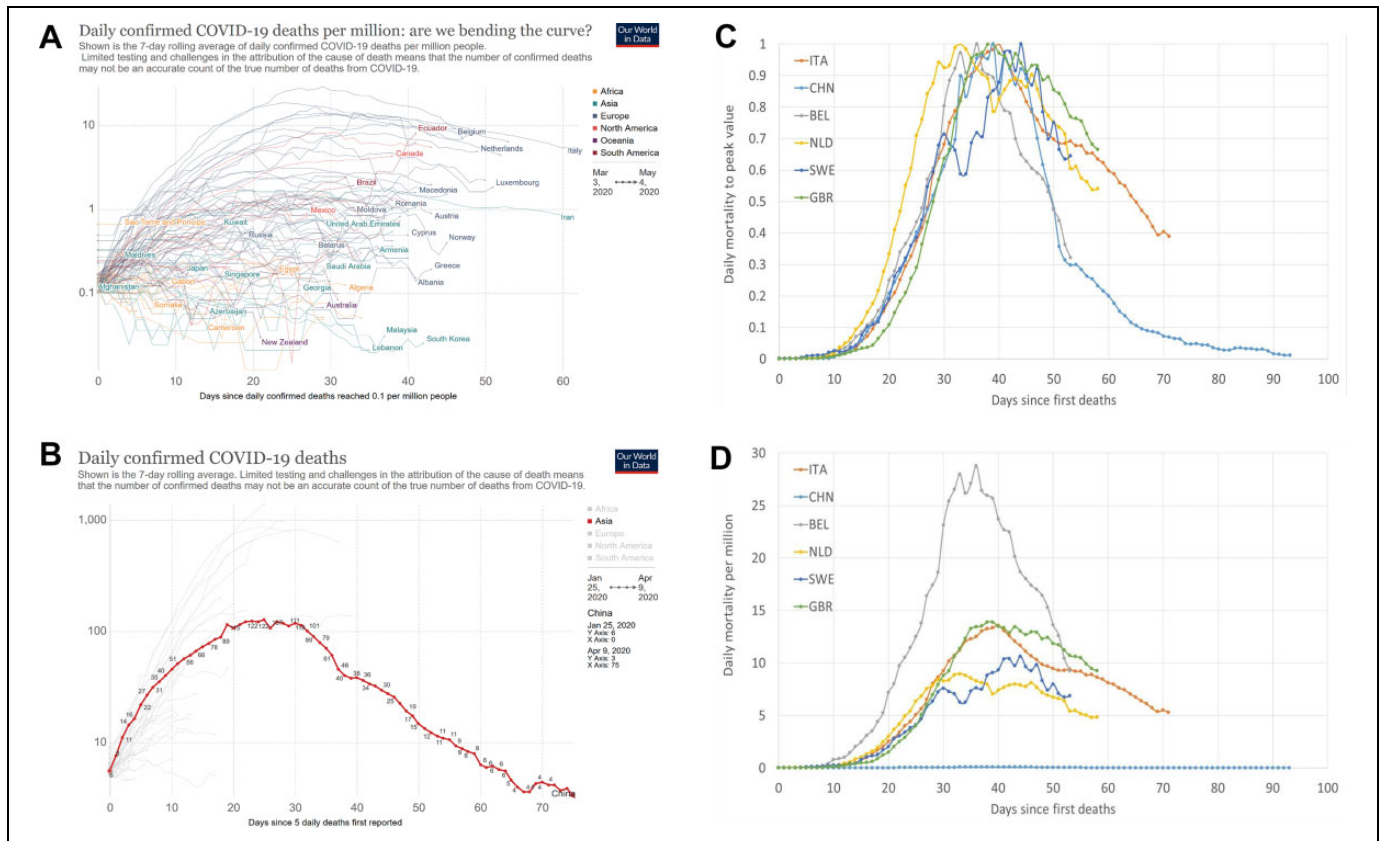 A
Daily confirmed COVID-19 deaths per million: are we bending the curve?
Our World
in Data
Shown is the 7-day rolling average of daily confirmed COVID-19 deaths per million people.
Limited testing and challenges in the attribution of the cause of death means that the number of confirmed deaths
may not be an accurate count of the true number of deaths from COVID-19.
10
1
0.1
0
10
20
30
40
50
60
Days since daily confirmed deaths reached 0.1 per million people
Ecuador
Belgium
Canada
Netherlands
Italy
Brazil
Macedonia
Luxembourg
Mexico
Moldova
Romania
Sao Tome and Principe
Kuwait
United Arab Emirates
Austria
Iran
Russia
Belarus
Cyprus
Norway
Maldives
Armenia
Japan
Singapore
Egypt
Saudi Arabia
Greece
Afghanistan
Gabon
Georgia
Algeria
Albania
Somalia
Azerbaijan
Australia
Cameroon
New Zealand
Malaysia
Lebanon
South Korea
Africa
Asia
Europe
North America
Oceania
South America
Mar
3,
2020
May
4,
2020
B
Daily confirmed COVID-19 deaths
Our World
in Data
Shown is the 7-day rolling average. Limited testing and challenges in the attribution of the cause of death means
that the number of confirmed deaths may not be an accurate count of the true number of deaths from COVID-19.
1,000
100
10
0
10
20
30
40
50
60
70
Days since 5 daily deaths first reported
China
Africa
Asia
Europe
North America
South America
Jan
25,
2020
Apr
9,
2020
China
Jan 25, 2020
Y Axis: 6
X Axis: 0
Apr 9, 2020
Y Axis: 3
X Axis: 75
C
Daily mortality to peak value
1
0.9
0.8
0.7
0.6
0.5
0.4
0.3
0.2
0.1
0
ITA
CHN
BEL
NLD
SWE
GBR
0 10 20 30 40 50 60 70 80 90 100
Days since first deaths
D
Daily mortality per million
30
25
20
15
10
5
0
ITA
CHN
BEL
NLD
SWE
GBR
0 10 20 30 40 50 60 70 80 90 100
Days since first deaths